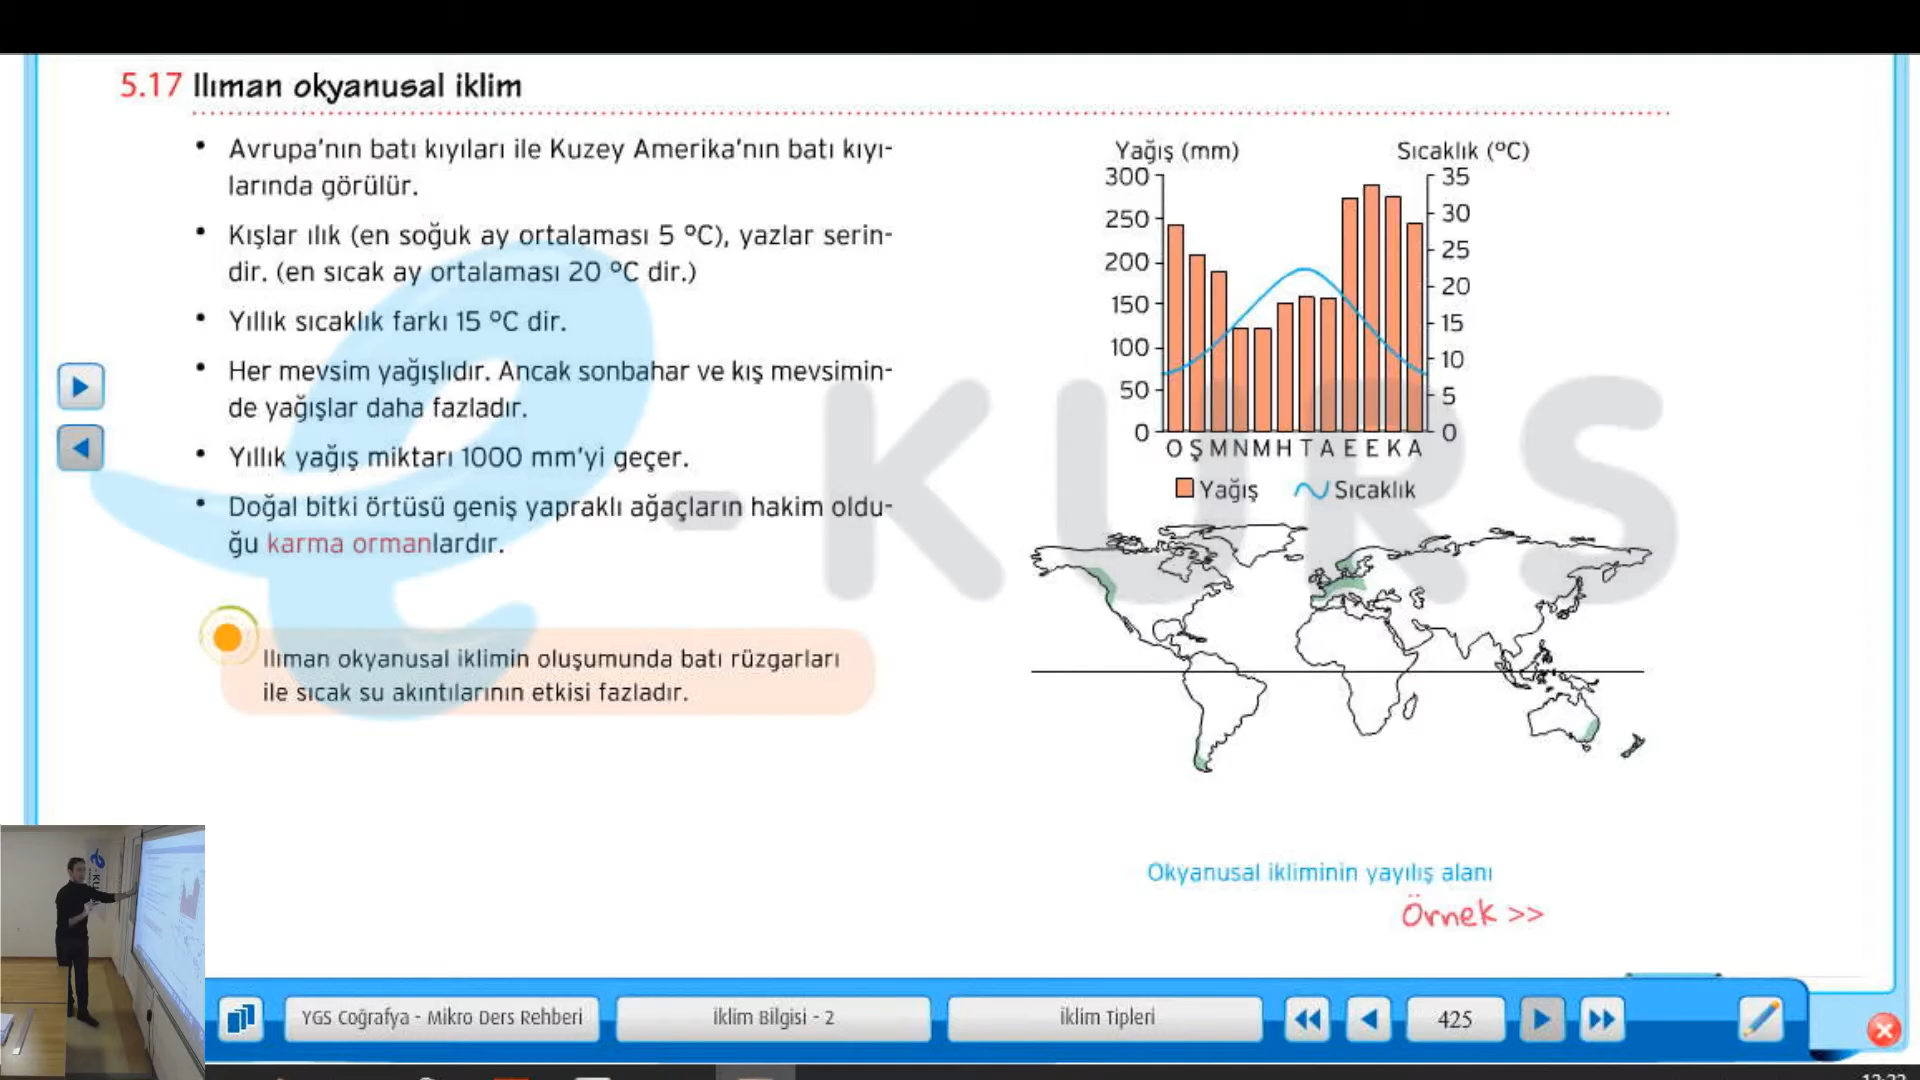 5.17 Ilıman okyanusal iklim
• Avrupa'nın batı kıyıları ile Kuzey Amerika'nın batı kıyı-
larında görülür.
• Kışlar ılık (en soğuk ay ortalaması 5 ºC), yazlar serin-
dir. (en sıcak ay ortalaması 20 ºC dir.)
• Yıllık sıcaklık farkı 15 ºC dir.
• Her mevsim yağışlıdır. Ancak sonbahar ve kış mevsimin-
de yağışlar daha fazladır.
• Yıllık yağış miktarı 1000 mm'yi geçer.
• Doğal bitki örtüsü geniş yapraklı ağaçların hakim oldu-
ğu karma ormanlardır.
Ilıman okyanusal iklimin oluşumunda batı rüzgarları
ile sıcak su akıntılarının etkisi fazladır.
Yağış (mm) Sıcaklık (ºC)
300 35
250 30
200 25
150 20
100 15
50 10
0 5
0
O Ş M N M H T A E E K A
Yağış Sıcaklık
e-KURS
Okyanusal ikliminin yayılış alanı
Örnek >>
YGS Coğrafya - Mikro Ders Rehberi
İklim Bilgisi - 2
İklim Tipleri
425